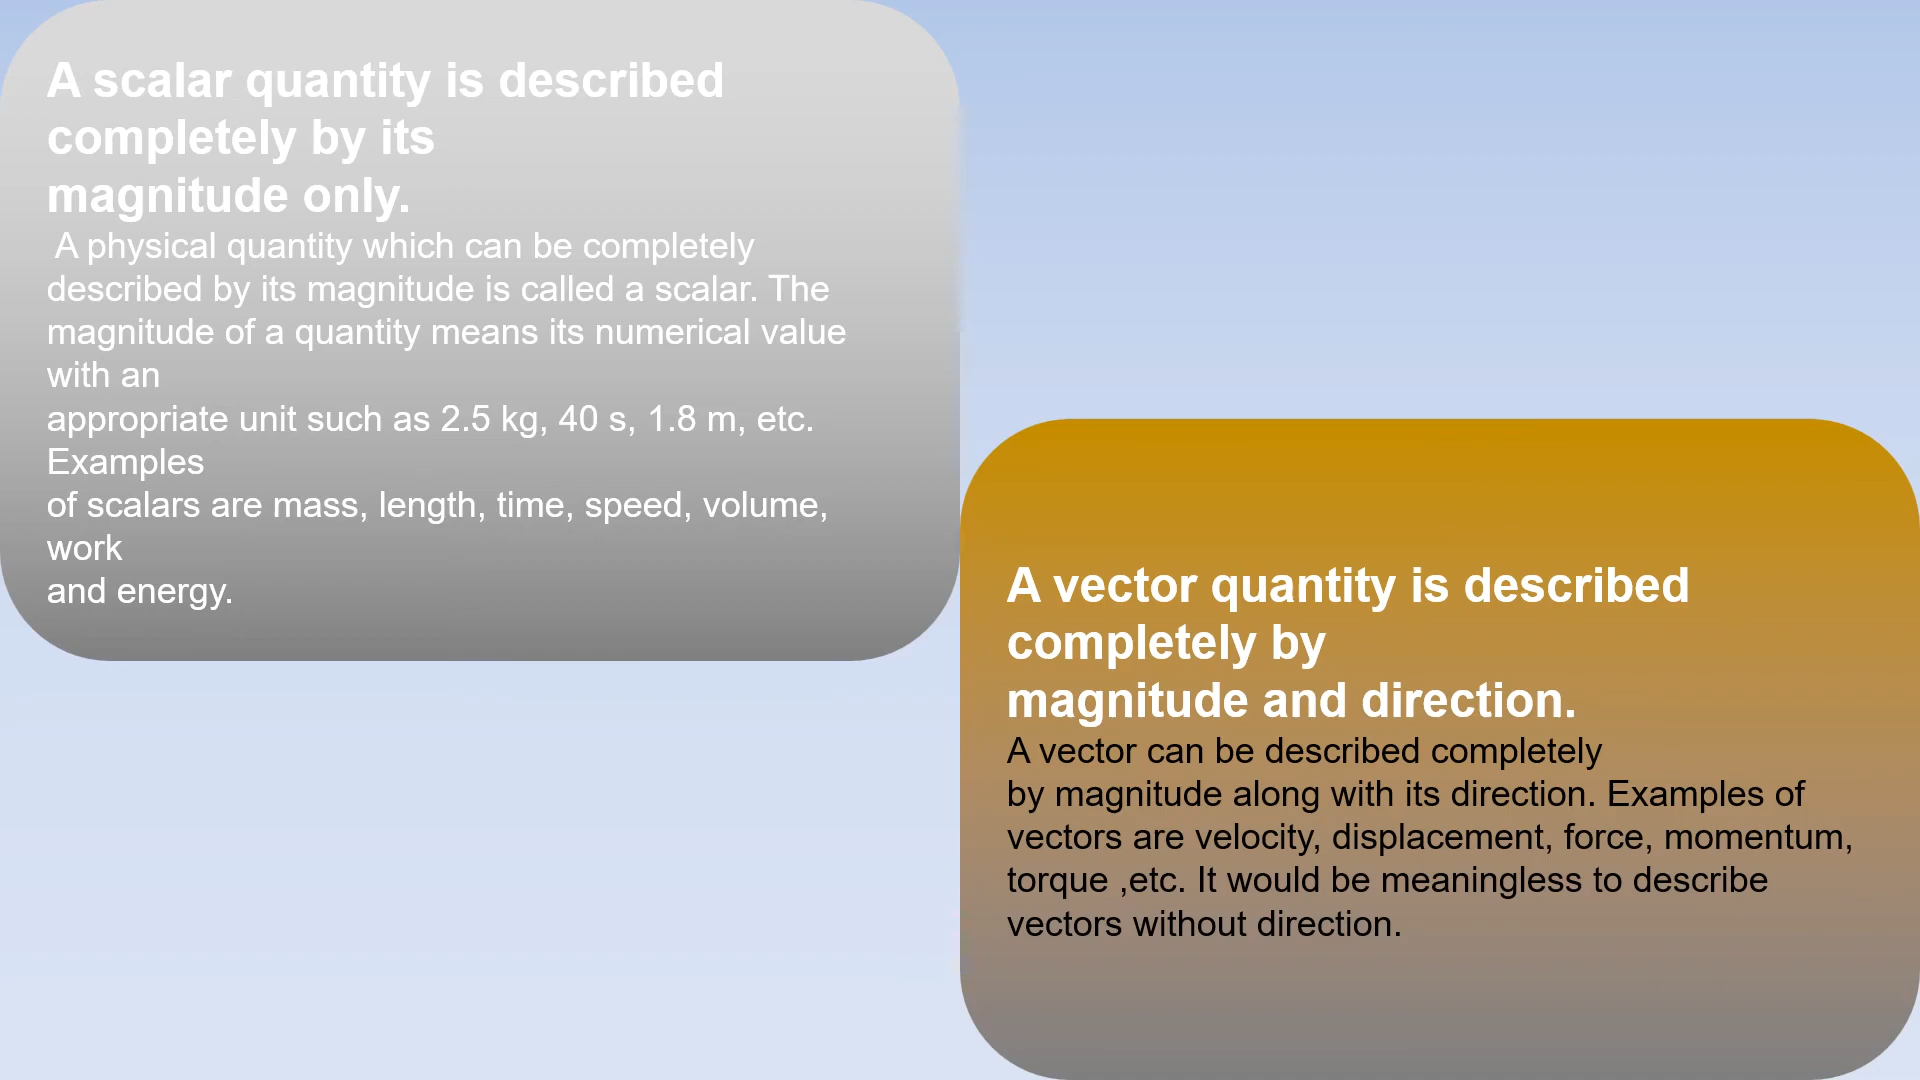 A scalar quantity is described
completely by its
magnitude only.
A physical quantity which can be completely
described by its magnitude is called a scalar. The
magnitude of a quantity means its numerical value
with an
appropriate unit such as 2.5 kg, 40 s, 1.8 m, etc.
Examples
of scalars are mass, length, time, speed, volume,
work
and energy.
A vector quantity is described
completely by
magnitude and direction.
A vector can be described completely
by magnitude along with its direction. Examples of
vectors are velocity, displacement, force, momentum,
torque ,etc. It would be meaningless to describe
vectors without direction.